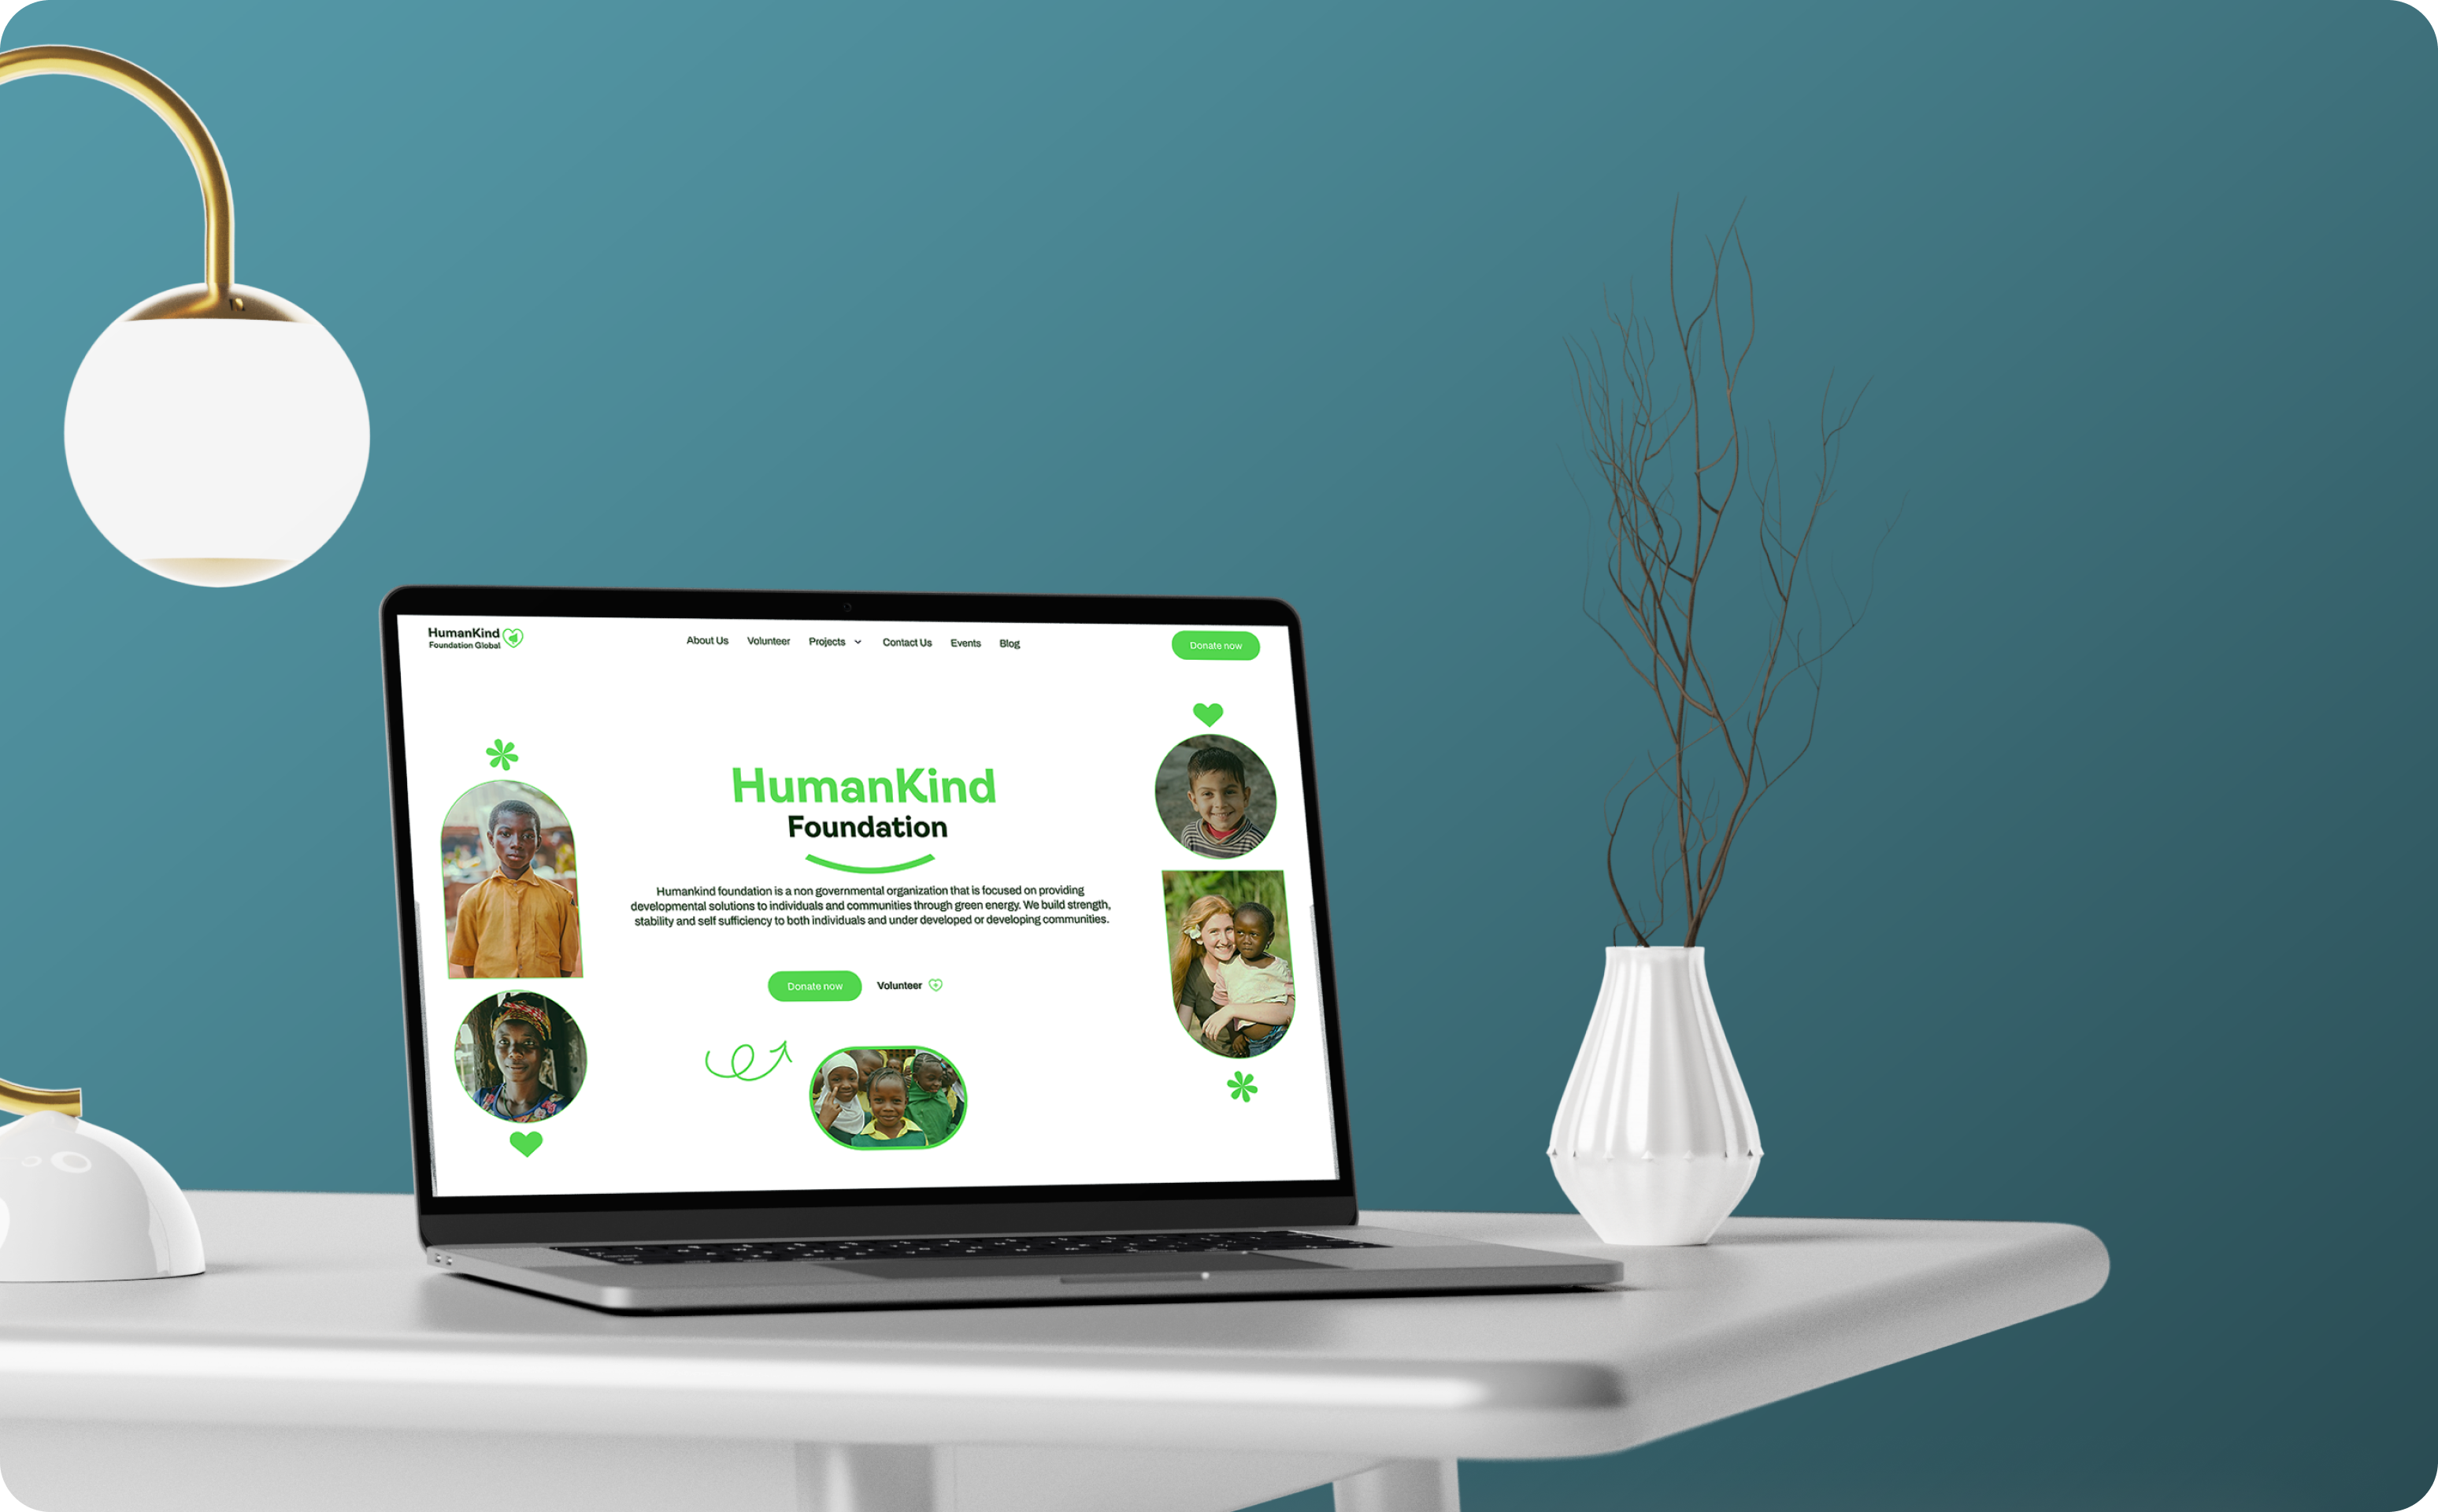 HumanKind
Foundation Global
About Us Volunteer Projects Contact Us Events Blog
Donate now
HumanKind
Foundation
Humankind foundation is a non governmental organization that is focused on providing
developmental solutions to individuals and communities through green energy. We build strength,
stability and self sufficiency to both individuals and under developed or developing communities.
Donate now Volunteer